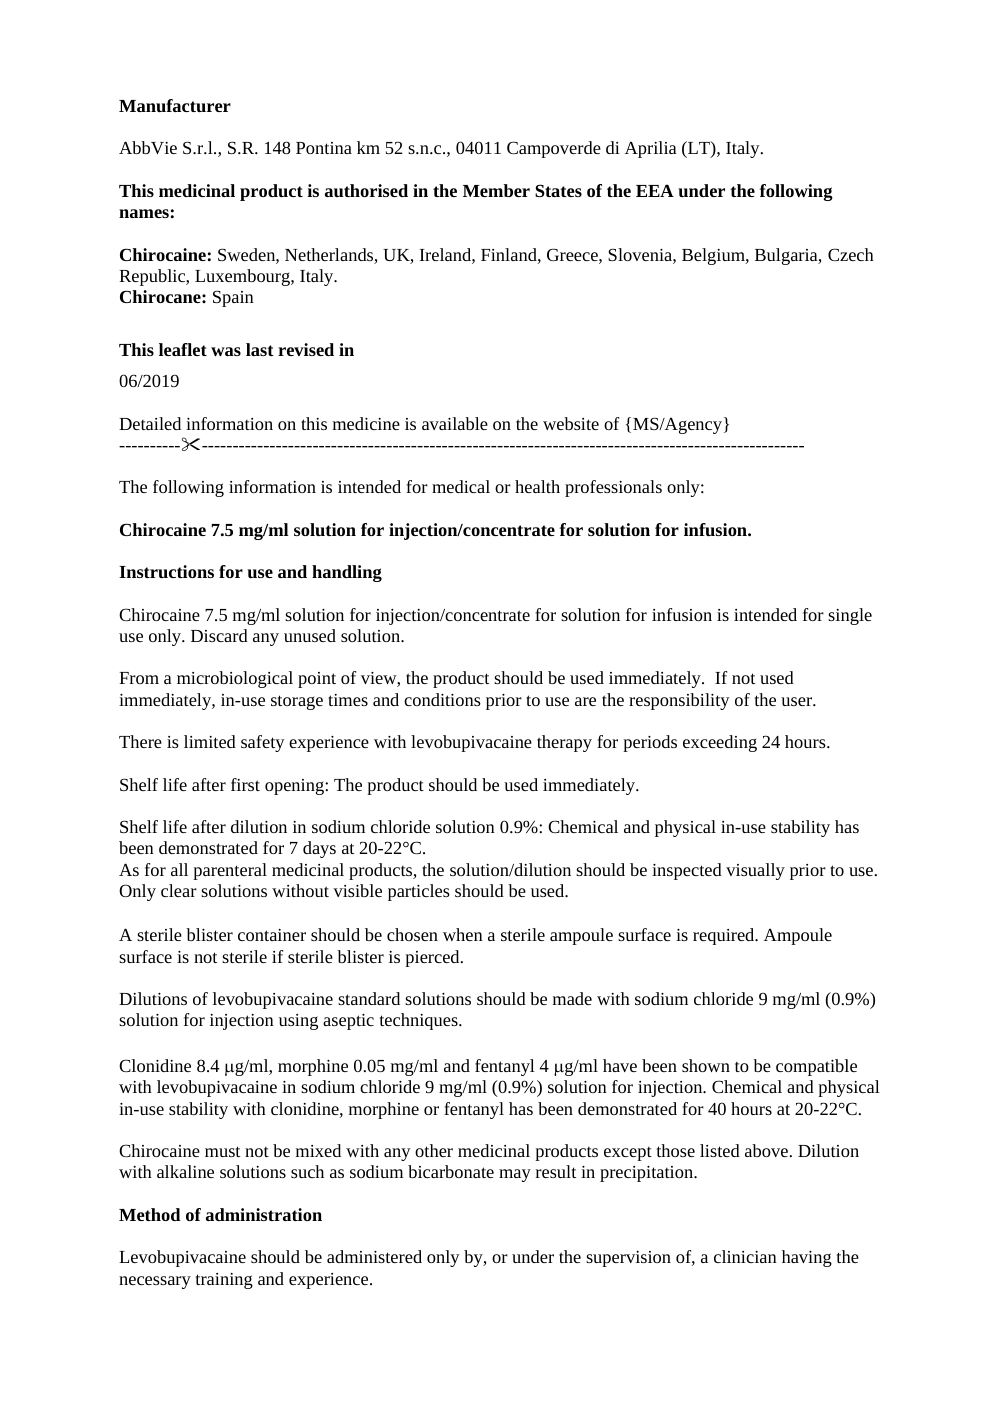 Manufacturer
AbbVie S.r.l., S.R. 148 Pontina km 52 s.n.c., 04011 Campoverde di Aprilia (LT), Italy.
This medicinal product is authorised in the Member States of the EEA under the following
names:
Chirocaine: Sweden, Netherlands, UK, Ireland, Finland, Greece, Slovenia, Belgium, Bulgaria, Czech
Republic, Luxembourg, Italy.
Chirocane: Spain
This leaflet was last revised in
06/2019
Detailed information on this medicine is available on the website of {MS/Agency}
----------✂--------------------------------------------------------------------------------------------------
The following information is intended for medical or health professionals only:
Chirocaine 7.5 mg/ml solution for injection/concentrate for solution for infusion.
Instructions for use and handling
Chirocaine 7.5 mg/ml solution for injection/concentrate for solution for infusion is intended for single
use only. Discard any unused solution.
From a microbiological point of view, the product should be used immediately.  If not used
immediately, in-use storage times and conditions prior to use are the responsibility of the user.
There is limited safety experience with levobupivacaine therapy for periods exceeding 24 hours.
Shelf life after first opening: The product should be used immediately.
Shelf life after dilution in sodium chloride solution 0.9%: Chemical and physical in-use stability has
been demonstrated for 7 days at 20-22°C.
As for all parenteral medicinal products, the solution/dilution should be inspected visually prior to use.
Only clear solutions without visible particles should be used.
A sterile blister container should be chosen when a sterile ampoule surface is required. Ampoule
surface is not sterile if sterile blister is pierced.
Dilutions of levobupivacaine standard solutions should be made with sodium chloride 9 mg/ml (0.9%)
solution for injection using aseptic techniques.
Clonidine 8.4 μg/ml, morphine 0.05 mg/ml and fentanyl 4 μg/ml have been shown to be compatible
with levobupivacaine in sodium chloride 9 mg/ml (0.9%) solution for injection. Chemical and physical
in-use stability with clonidine, morphine or fentanyl has been demonstrated for 40 hours at 20-22°C.
Chirocaine must not be mixed with any other medicinal products except those listed above. Dilution
with alkaline solutions such as sodium bicarbonate may result in precipitation.
Method of administration
Levobupivacaine should be administered only by, or under the supervision of, a clinician having the
necessary training and experience.